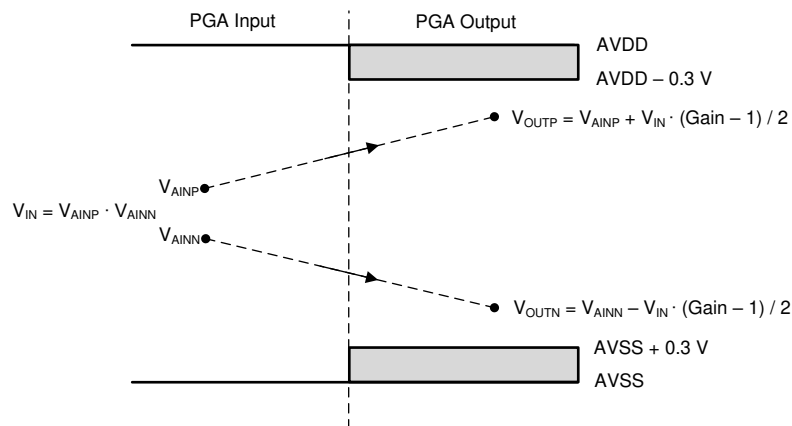 PGA Input
PGA Output
AVDD
AVDD – 0.3 V
V_OUTP = V_AINP + V_IN · (Gain – 1) / 2
V_AINP
V_IN = V_AINP · V_AINN
V_AINN
V_OUTN = V_AINN – V_IN · (Gain – 1) / 2
AVSS + 0.3 V
AVSS